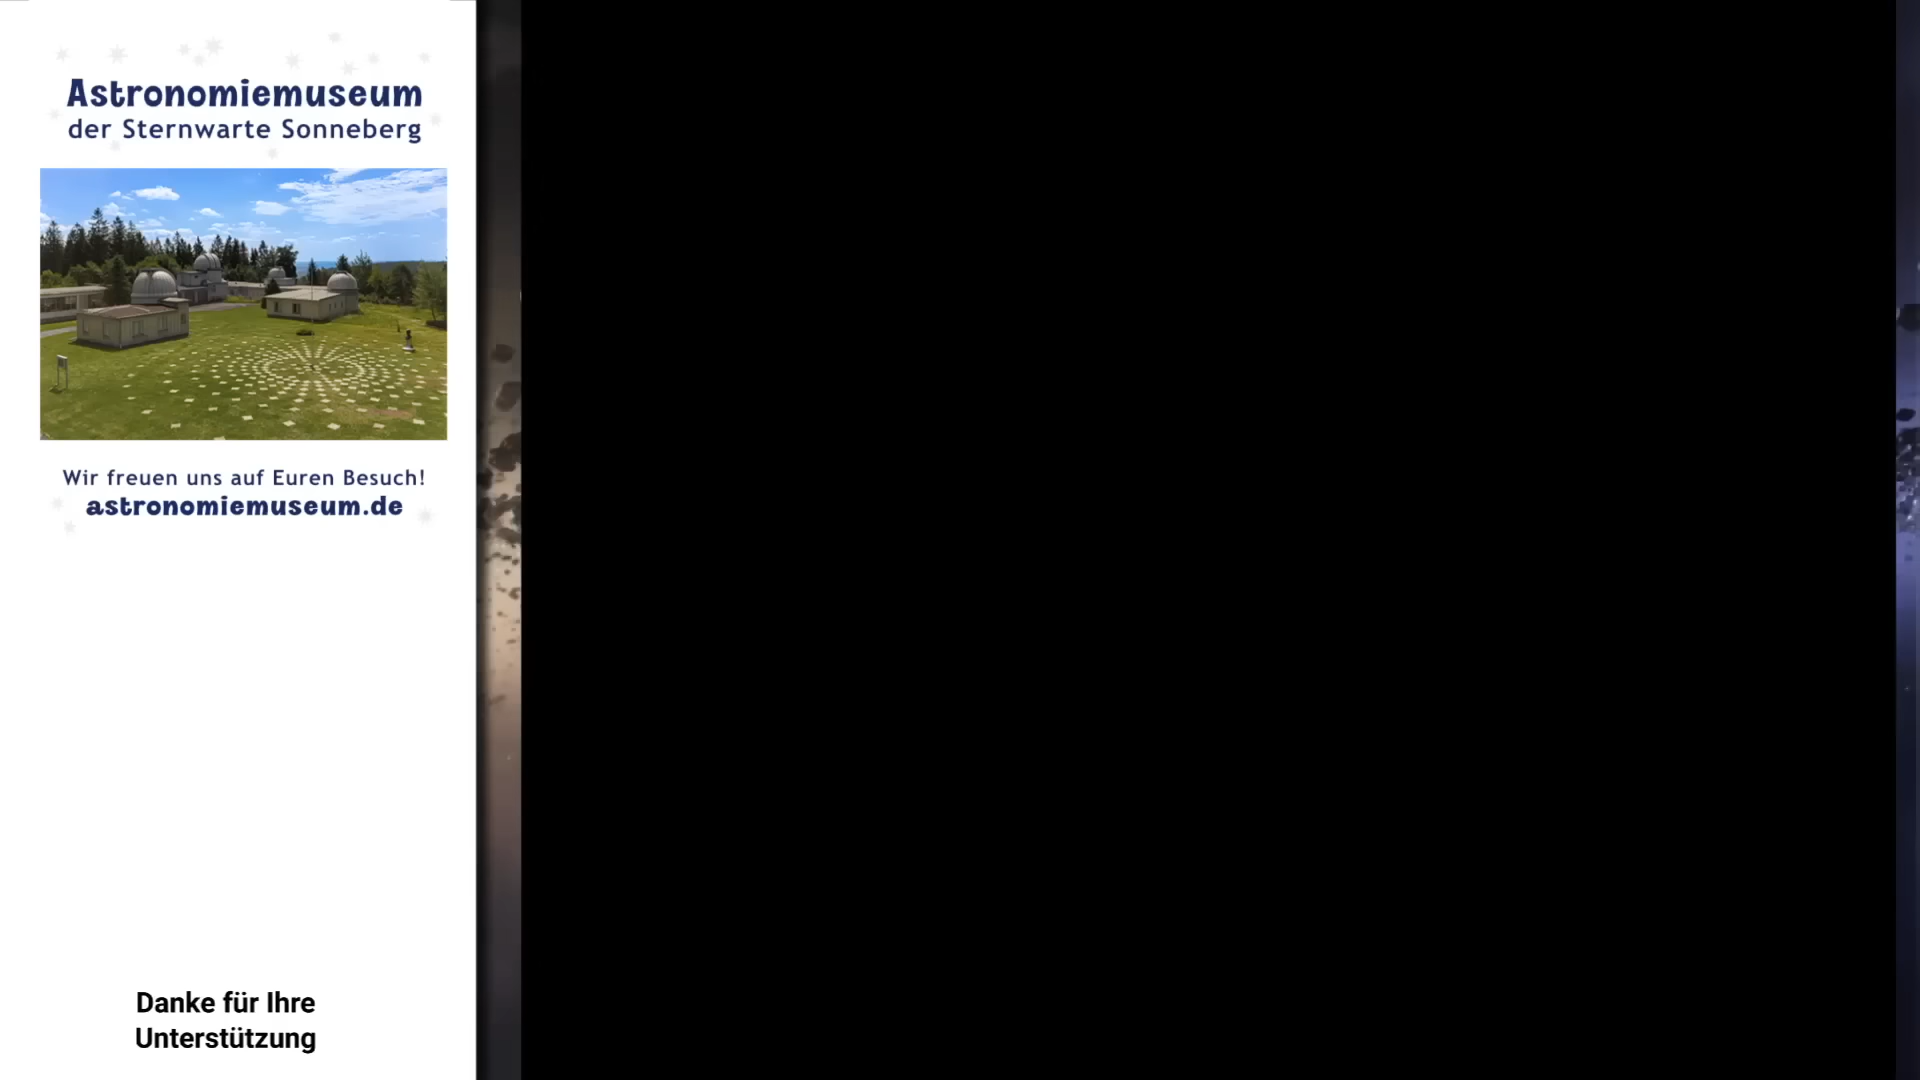 Astronomiemuseum
der Sternwarte Sonneberg
Wir freuen uns auf Euren Besuch!
astronomiemuseum.de
Danke für Ihre
Unterstützung